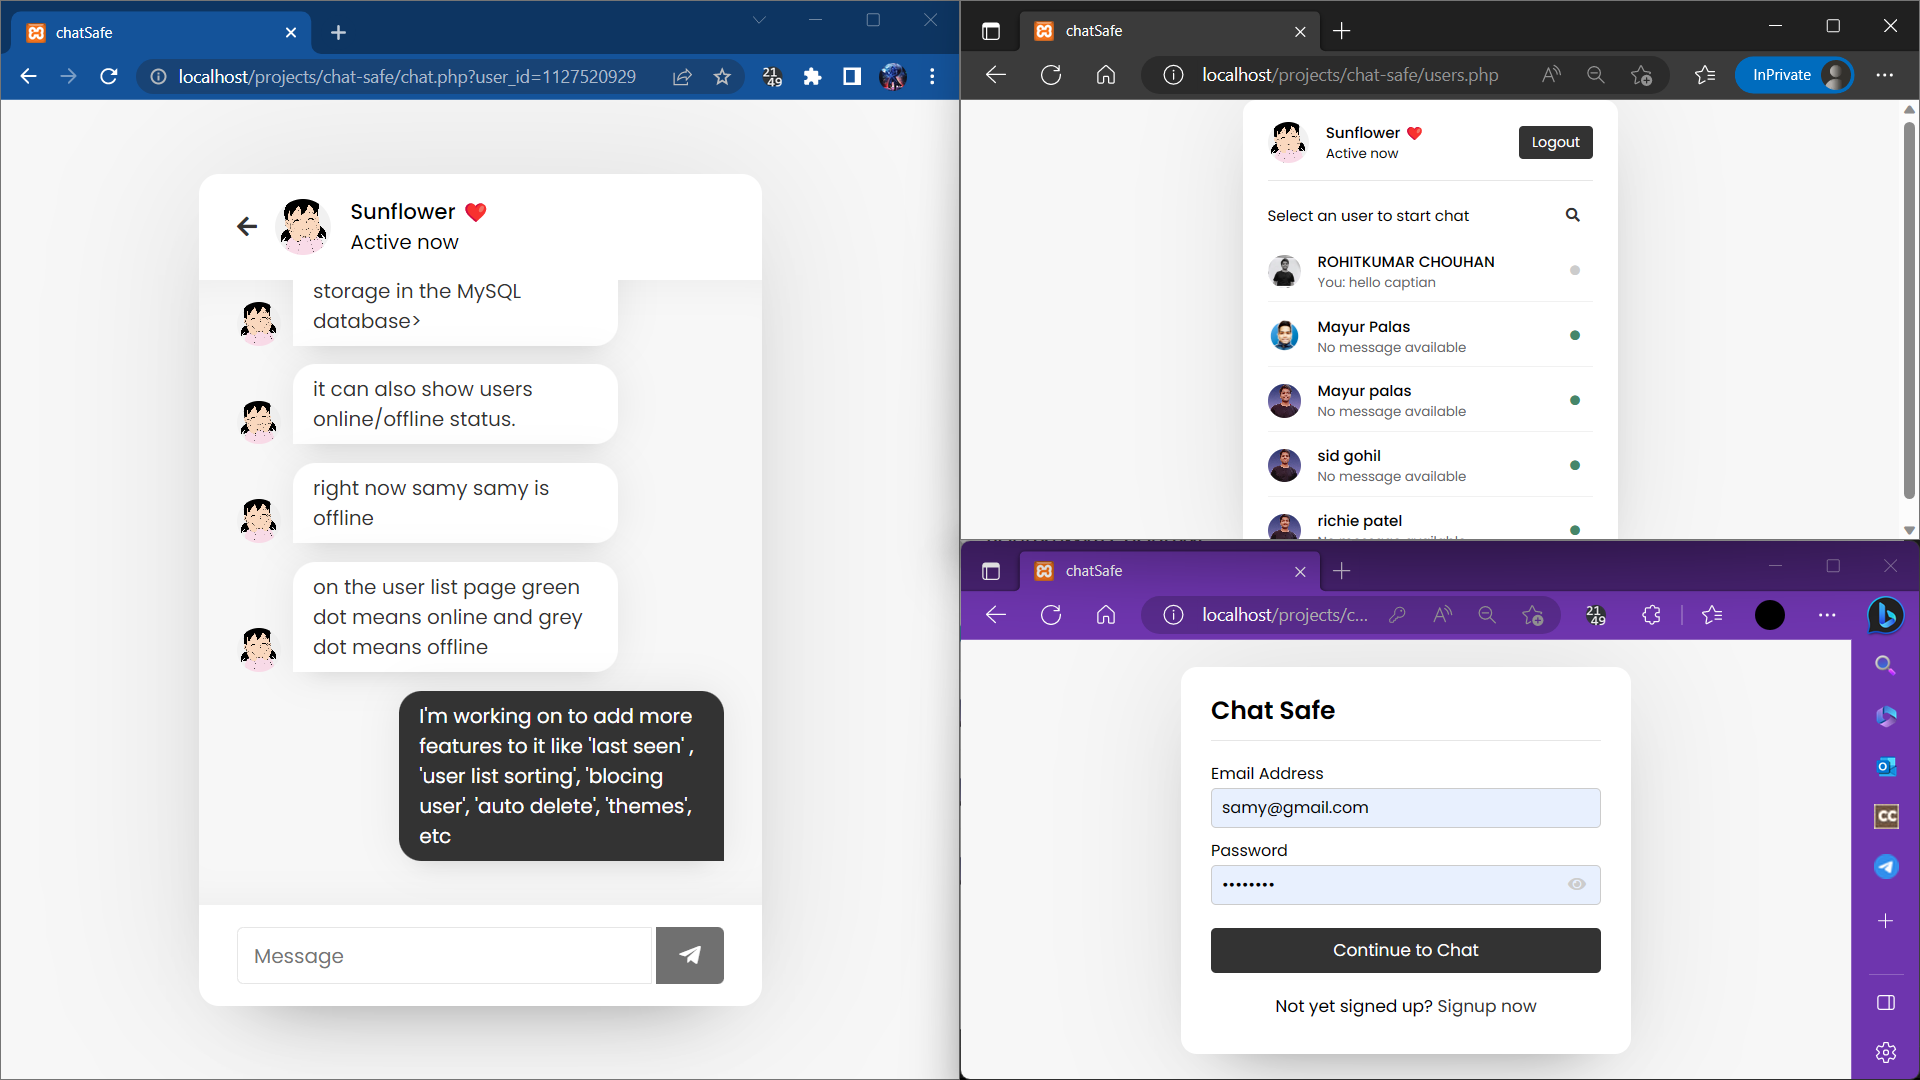 chatSafe
localhost/projects/chat-safe/chat.php?user_id=1127520929
21
49
Sunflower ❤️
Active now
storage in the MySQL
database>
it can also show users
online/offline status.
right now samy samy is
offline
on the user list page green
dot means online and grey
dot means offline
I'm working on to add more
features to it like 'last seen' ,
'user list sorting', 'blocing
user', 'auto delete', 'themes',
etc
Message
chatSafe
localhost/projects/chat-safe/users.php
InPrivate
Sunflower ❤️
Active now
Logout
Select an user to start chat
ROHITKUMAR CHOUHAN
You: hello captian
Mayur Palas
No message available
Mayur palas
No message available
sid gohil
No message available
richie patel
chatSafe
localhost/projects/c...
21
49
Chat Safe
Email Address
samy@gmail.com
Password
••••••••
Continue to Chat
Not yet signed up? Signup now
CC